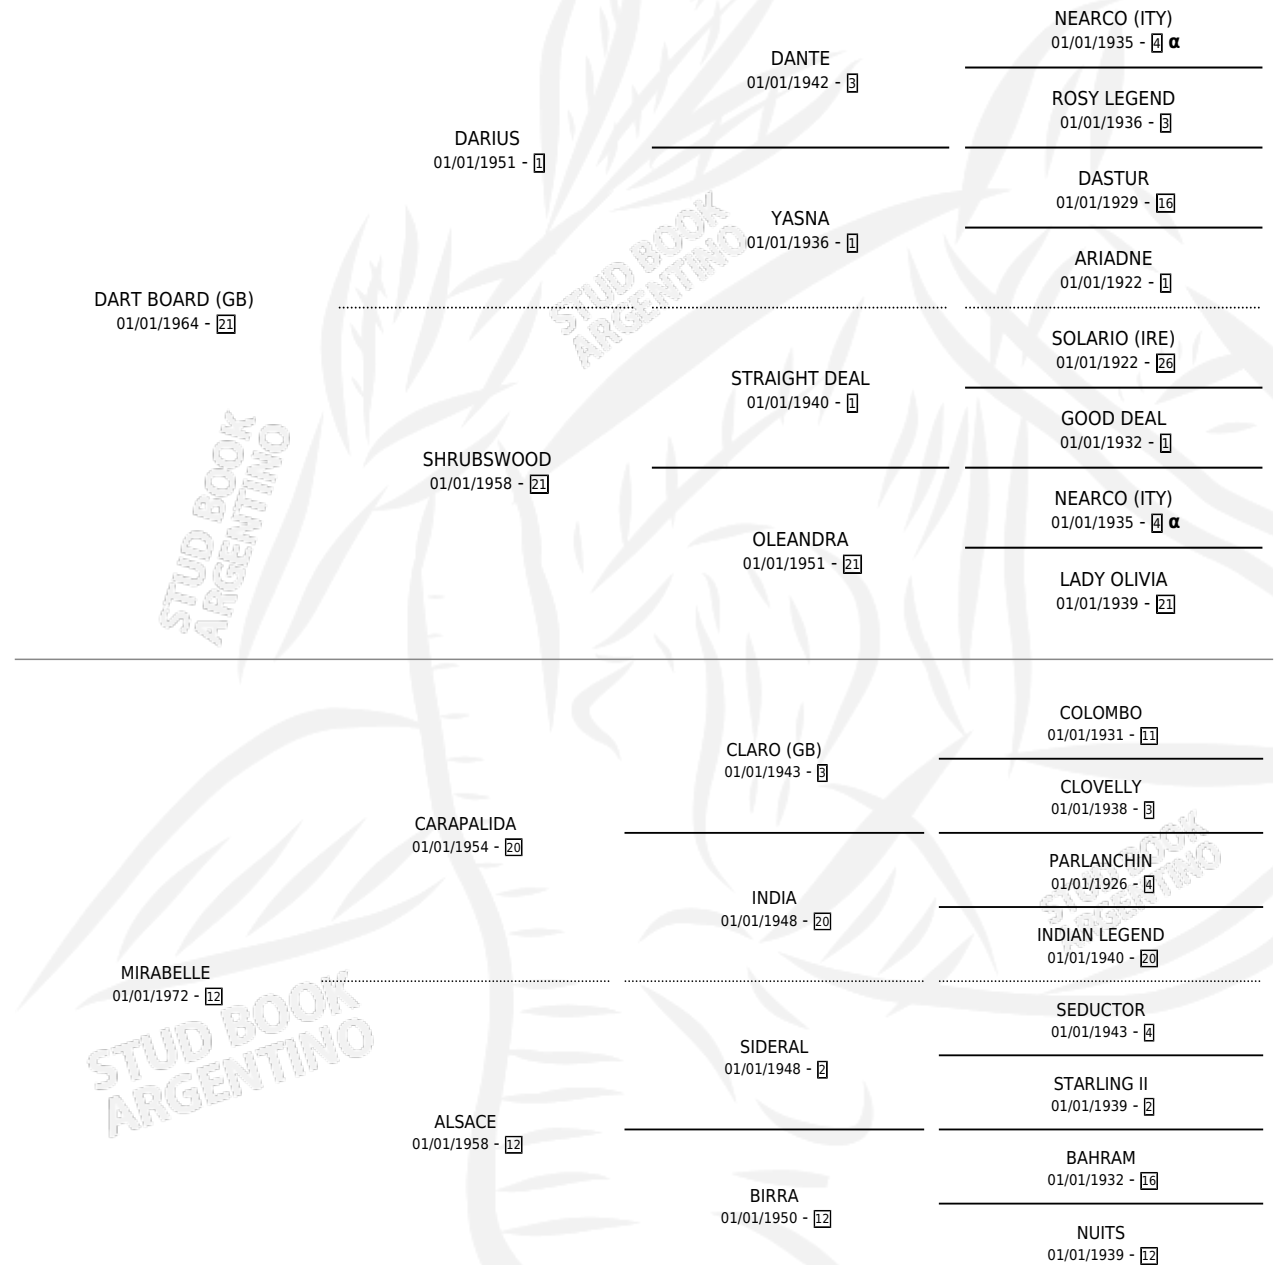 NEARCO (ITY)
01/01/1935 - 4 α
DANTE
01/01/1942 - 3
ROSY LEGEND
01/01/1936 - 3
DARIUS
01/01/1951 - 1
DASTUR
01/01/1929 - 16
YASNA
01/01/1936 - 1
ARIADNE
01/01/1922 - 1
DART BOARD (GB)
01/01/1964 - 21
SOLARIO (IRE)
01/01/1922 - 26
STRAIGHT DEAL
01/01/1940 - 1
GOOD DEAL
01/01/1932 - 1
SHRUBSWOOD
01/01/1958 - 21
NEARCO (ITY)
01/01/1935 - 4 α
OLEANDRA
01/01/1951 - 21
LADY OLIVIA
01/01/1939 - 21
COLOMBO
01/01/1931 - 11
CLARO (GB)
01/01/1943 - 3
CLOVELLY
01/01/1938 - 3
CARAPALIDA
01/01/1954 - 20
PARLANCHIN
01/01/1926 - 4
INDIA
01/01/1948 - 20
INDIAN LEGEND
01/01/1940 - 20
MIRABELLE
01/01/1972 - 12
SEDUCTOR
01/01/1943 - 4
SIDERAL
01/01/1948 - 2
STARLING II
01/01/1939 - 2
ALSACE
01/01/1958 - 12
BAHRAM
01/01/1932 - 16
BIRRA
01/01/1950 - 12
NUITS
01/01/1939 - 12
STUD BOOK
ARGENTINO
STUD BOOK
ARGENTINO
STUD BOOK
ARGENTINO
STUD BOOK
ARGENTINO